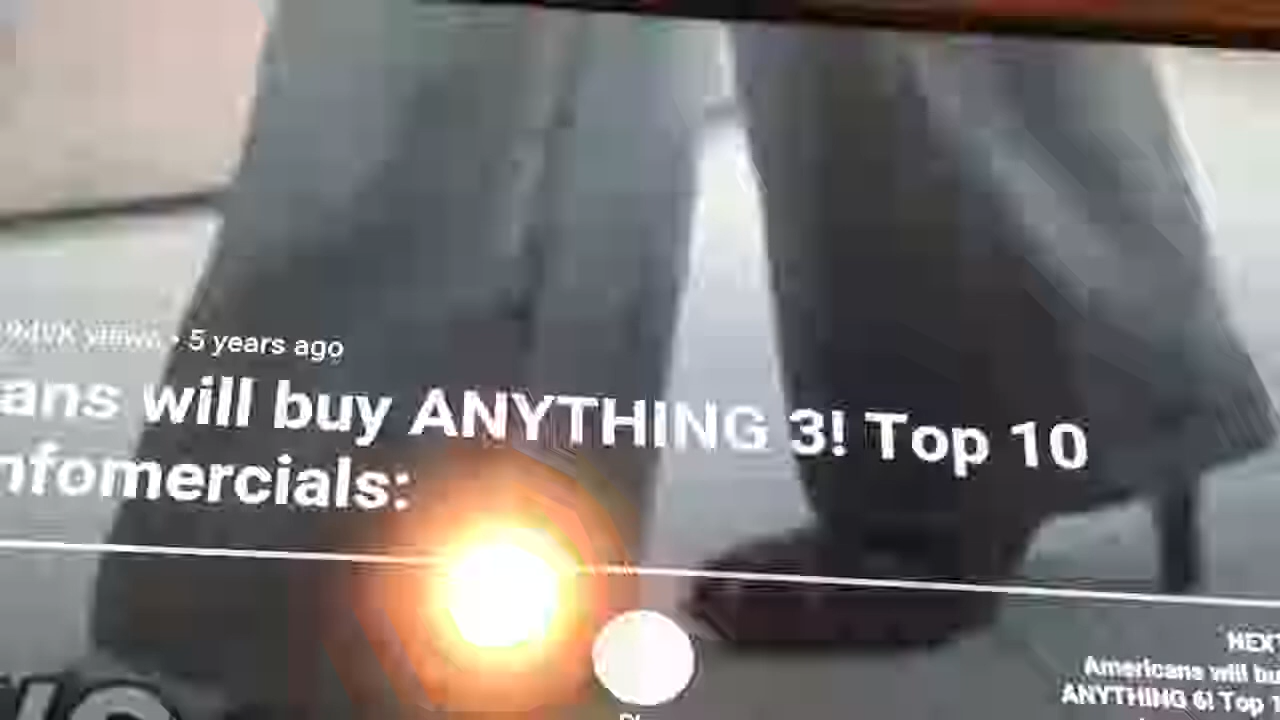 views • 5 years ago
ans will buy ANYTHING 3! Top 10
nfomercials:
NEXT
Americans will bu
ANYTHING 6! Top 1